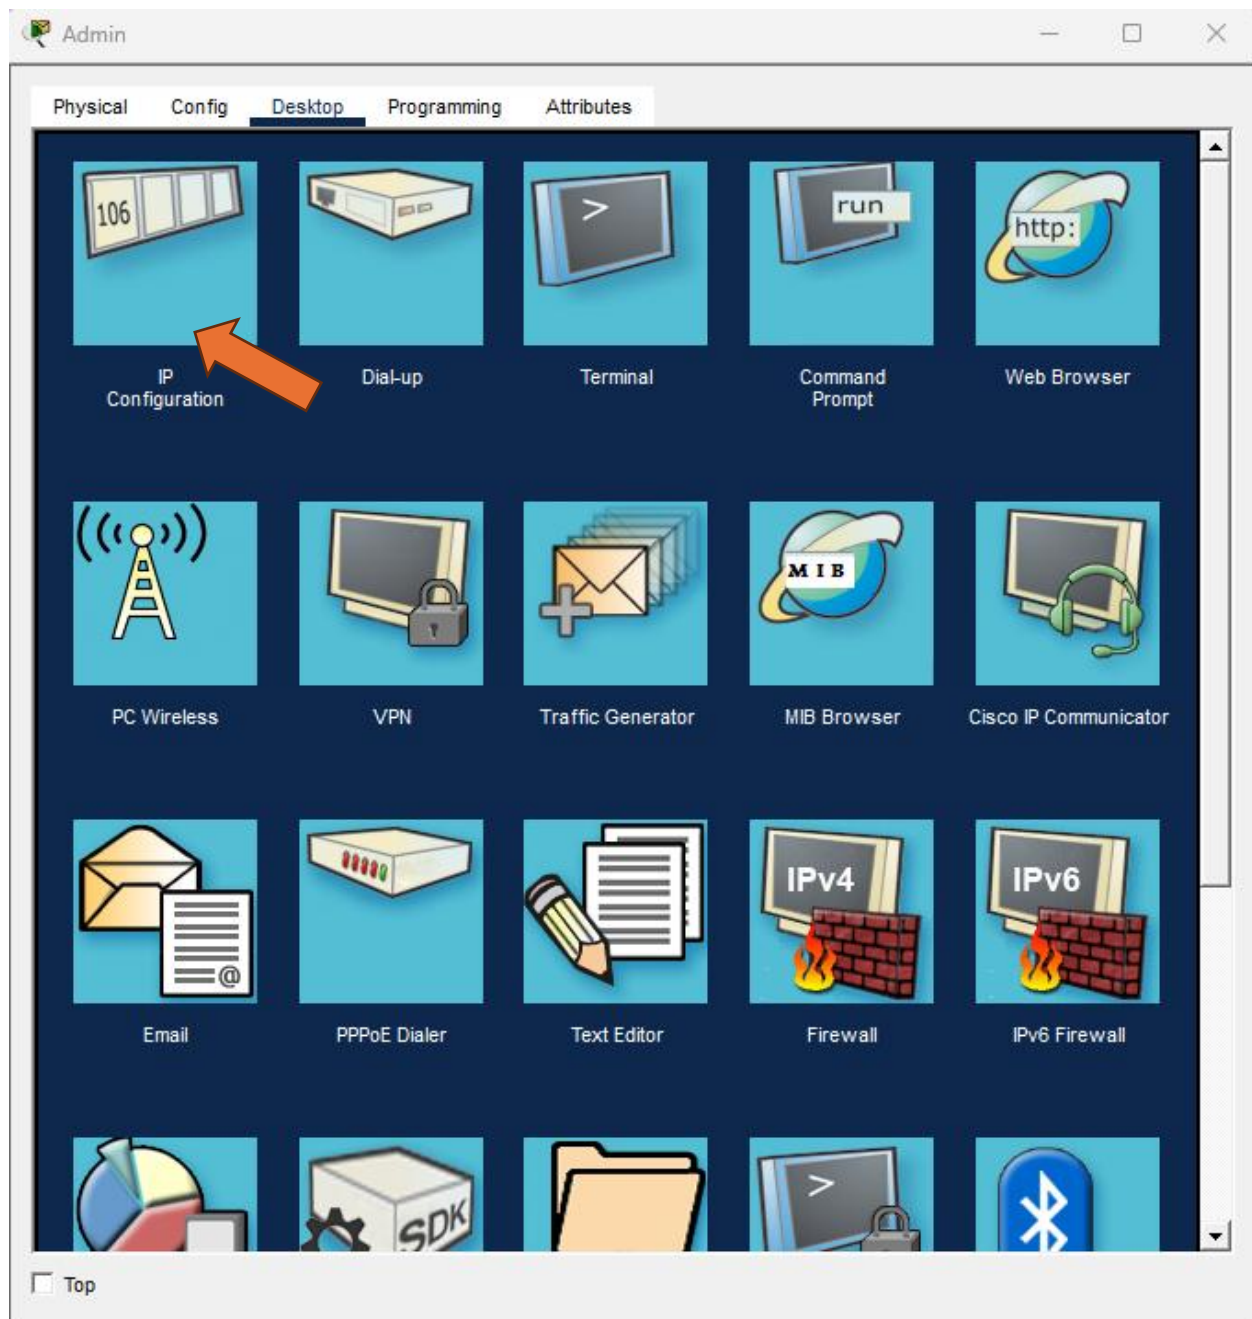 Admin
Physical Config Desktop Programming Attributes
106
>
run
http:
IP
Configuration
Dial-up
Terminal
Command
Prompt
Web Browser
MIB
PC Wireless
VPN
Traffic Generator
MIB Browser
Cisco IP Communicator
@
IPv4
IPv6
Email
PPPoE Dialer
Text Editor
Firewall
IPv6 Firewall
SDK
>
Top